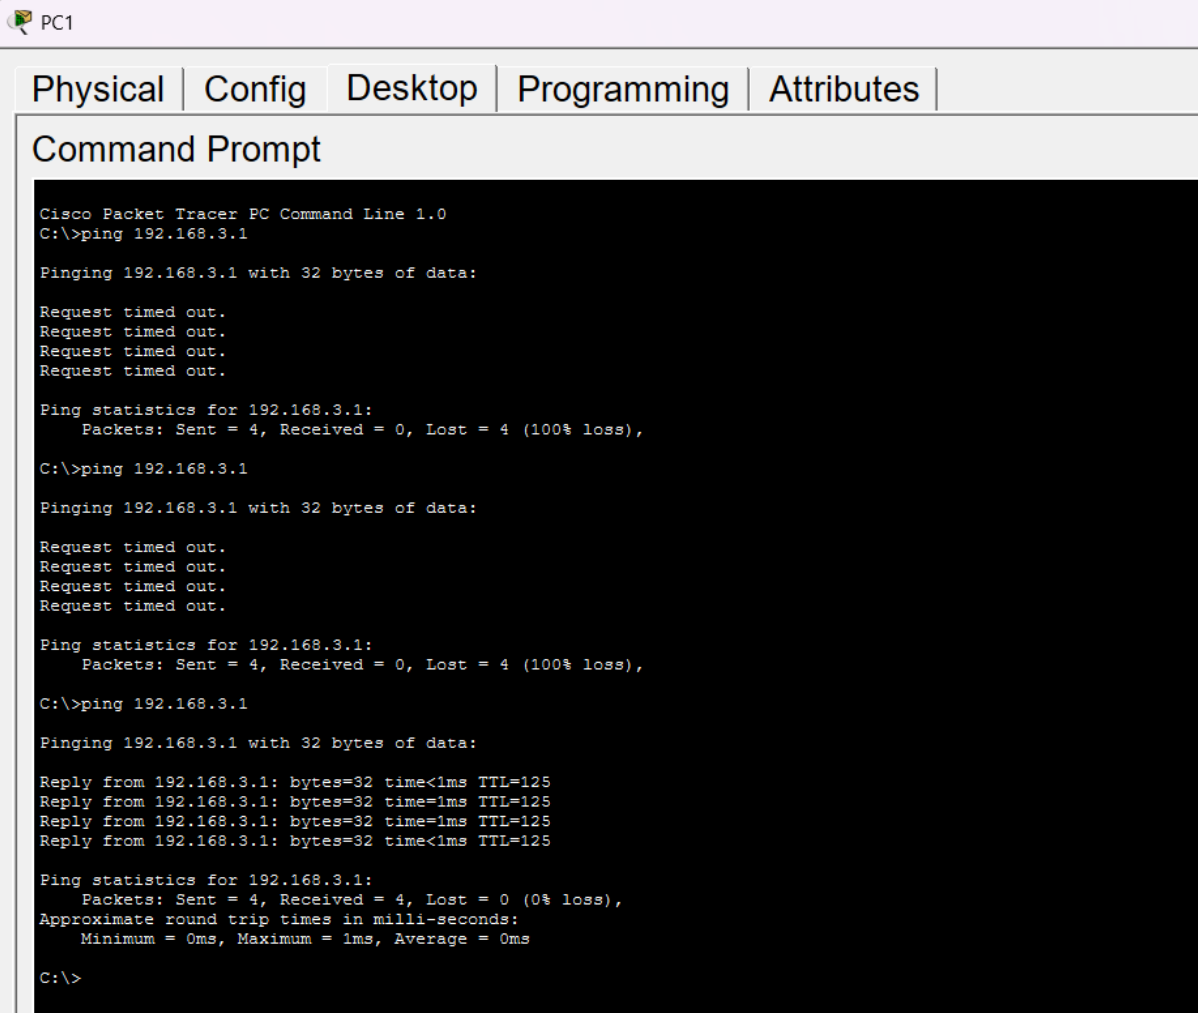 PC1
Physical Config Desktop Programming Attributes
Command Prompt
Cisco Packet Tracer PC Command Line 1.0
C:\>ping 192.168.3.1
Pinging 192.168.3.1 with 32 bytes of data:
Request timed out.
Request timed out.
Request timed out.
Request timed out.
Ping statistics for 192.168.3.1:
Packets: Sent = 4, Received = 0, Lost = 4 (100% loss),
C:\>ping 192.168.3.1
Pinging 192.168.3.1 with 32 bytes of data:
Request timed out.
Request timed out.
Request timed out.
Request timed out.
Ping statistics for 192.168.3.1:
Packets: Sent = 4, Received = 0, Lost = 4 (100% loss),
C:\>ping 192.168.3.1
Pinging 192.168.3.1 with 32 bytes of data:
Reply from 192.168.3.1: bytes=32 time<1ms TTL=125
Reply from 192.168.3.1: bytes=32 time=1ms TTL=125
Reply from 192.168.3.1: bytes=32 time=1ms TTL=125
Reply from 192.168.3.1: bytes=32 time<1ms TTL=125
Ping statistics for 192.168.3.1:
Packets: Sent = 4, Received = 4, Lost = 0 (0% loss),
Approximate round trip times in milli-seconds:
Minimum = 0ms, Maximum = 1ms, Average = 0ms
C:\>